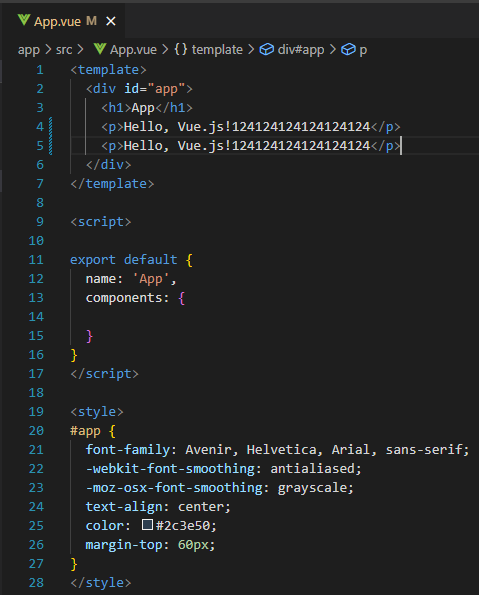 App.vue M
app > src > App.vue > {} template > div#app > p
1 <template>
2 <div id="app">
3 <h1>App</h1>
4 <p>Hello, Vue.js!124124124124124124</p>
5 <p>Hello, Vue.js!124124124124124124</p>
6 </div>
7 </template>
8
9 <script>
10
11 export default {
12 name: 'App',
13 components: {
14
15 }
16 }
17 </script>
18
19 <style>
20 #app {
21 font-family: Avenir, Helvetica, Arial, sans-serif;
22 -webkit-font-smoothing: antialiased;
23 -moz-osx-font-smoothing: grayscale;
24 text-align: center;
25 color: #2c3e50;
26 margin-top: 60px;
27 }
28 </style>